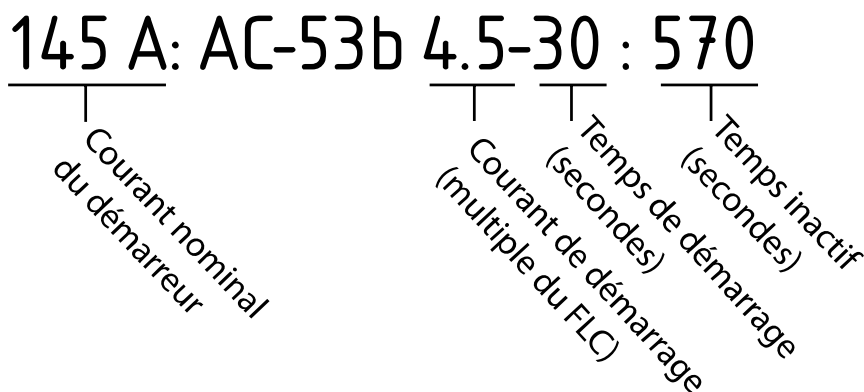 145 A: AC-53b 4.5-30 : 570
Courant nominal
du démarreur
Courant de démarrage
(multiple du FLC)
Temps de démarrage
(secondes)
Temps inactif
(secondes)